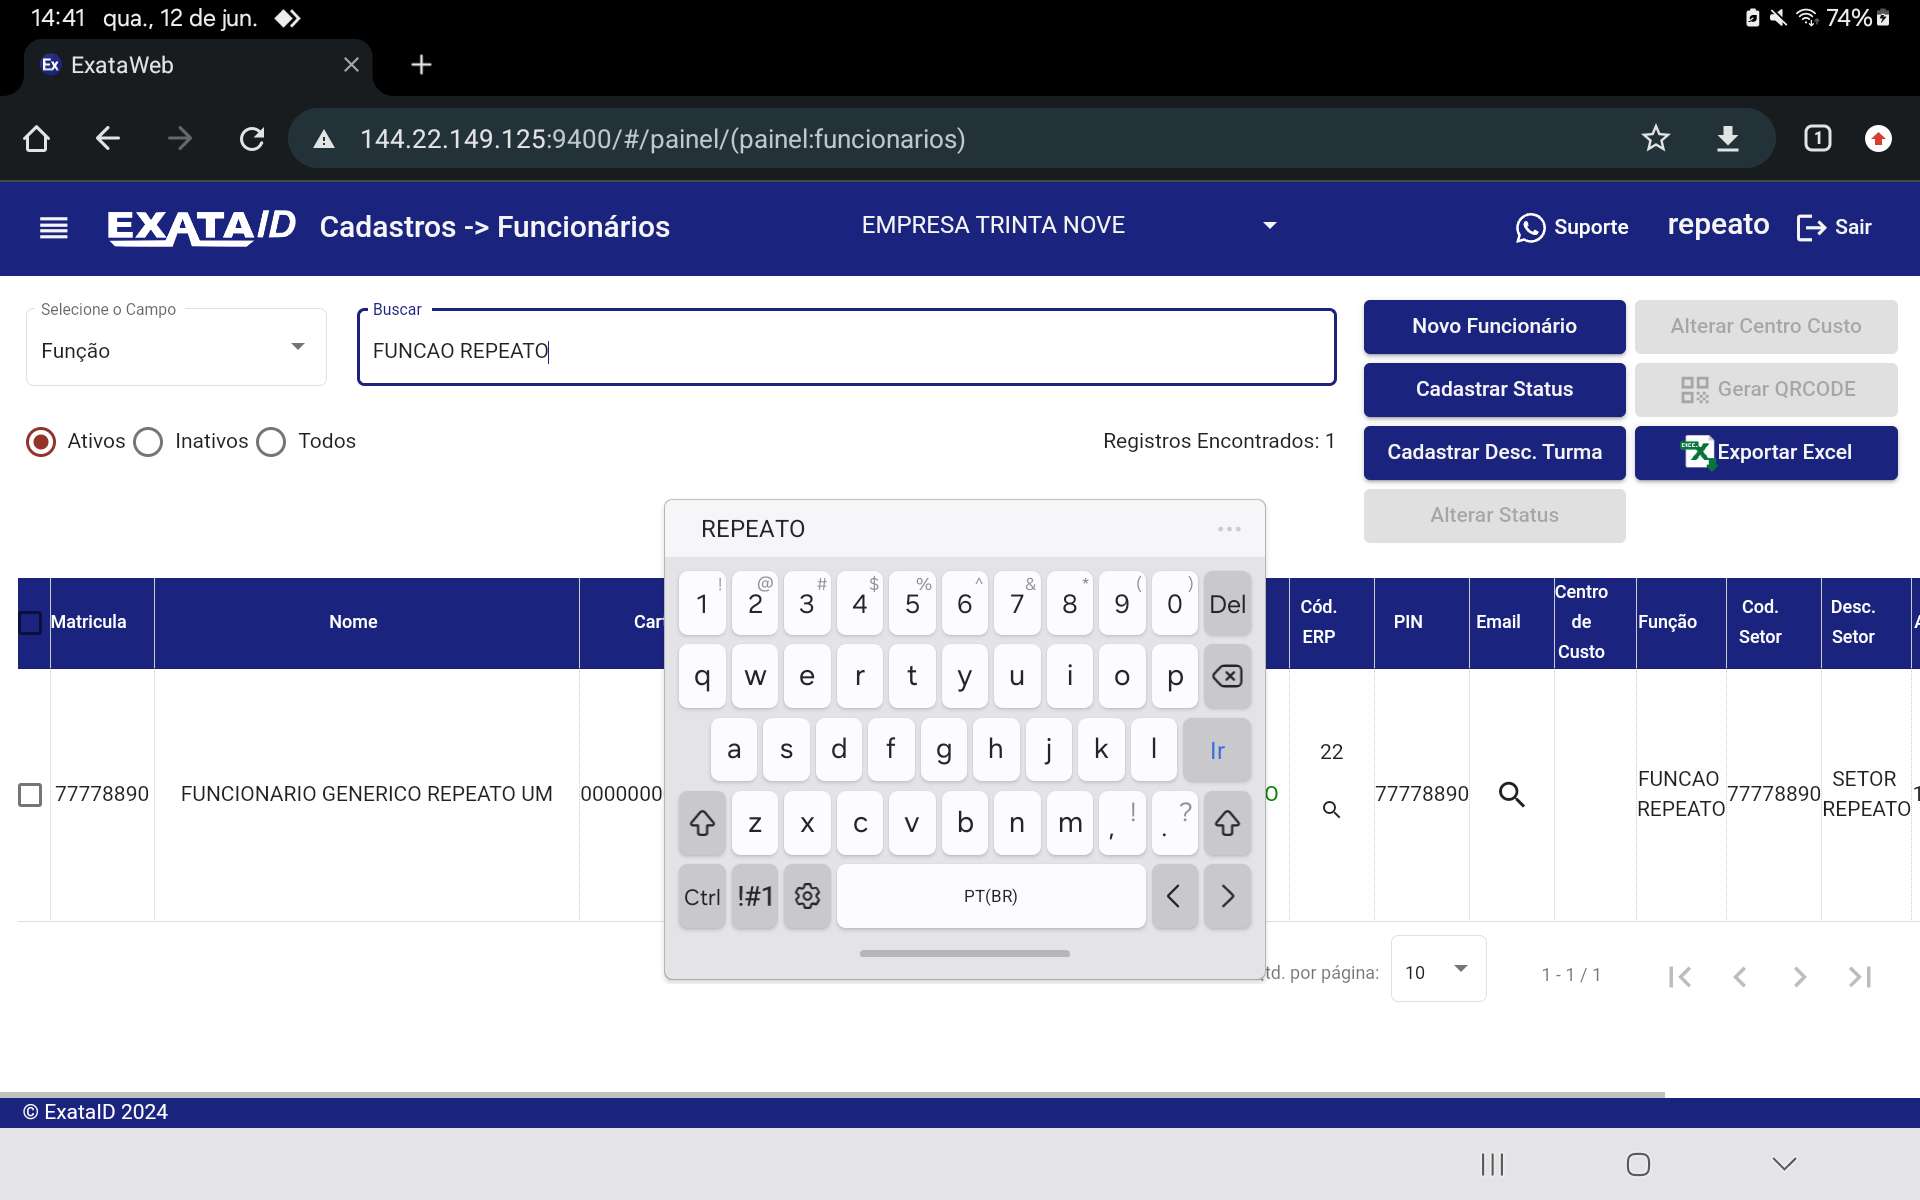 14:41 qua., 12 de jun. 74%
Ex ExataWeb
144.22.149.125:9400/#/painel/(painel:funcionarios) 1
EXATAID Cadastros -> Funcionários EMPRESA TRINTA NOVE Suporte repeato Sair
Selecione o Campo
Função
Buscar
FUNCAO REPEATO
Novo Funcionário Alterar Centro Custo
Cadastrar Status Gerar QRCODE
Ativos Inativos Todos Registros Encontrados: 1
Cadastrar Desc. Turma Exportar Excel
Alterar Status
REPEATO
! @ # $ % ^ & * ( )
1 2 3 4 5 6 7 8 9 0 Del
q w e r t y u i o p
a s d f g h j k l Ir
z x c v b n m , ! . ?
Ctrl !#1 PT(BR) < >
Matricula Nome Cód. ERP PIN Email Centro de Custo Função Cod. Setor Desc. Setor
77778890 FUNCIONARIO GENERICO REPEATO UM 0000000 O 22 77778890 FUNCAO REPEATO 77778890 SETOR REPEATO
td. por página: 10 1 - 1 / 1
© ExataID 2024